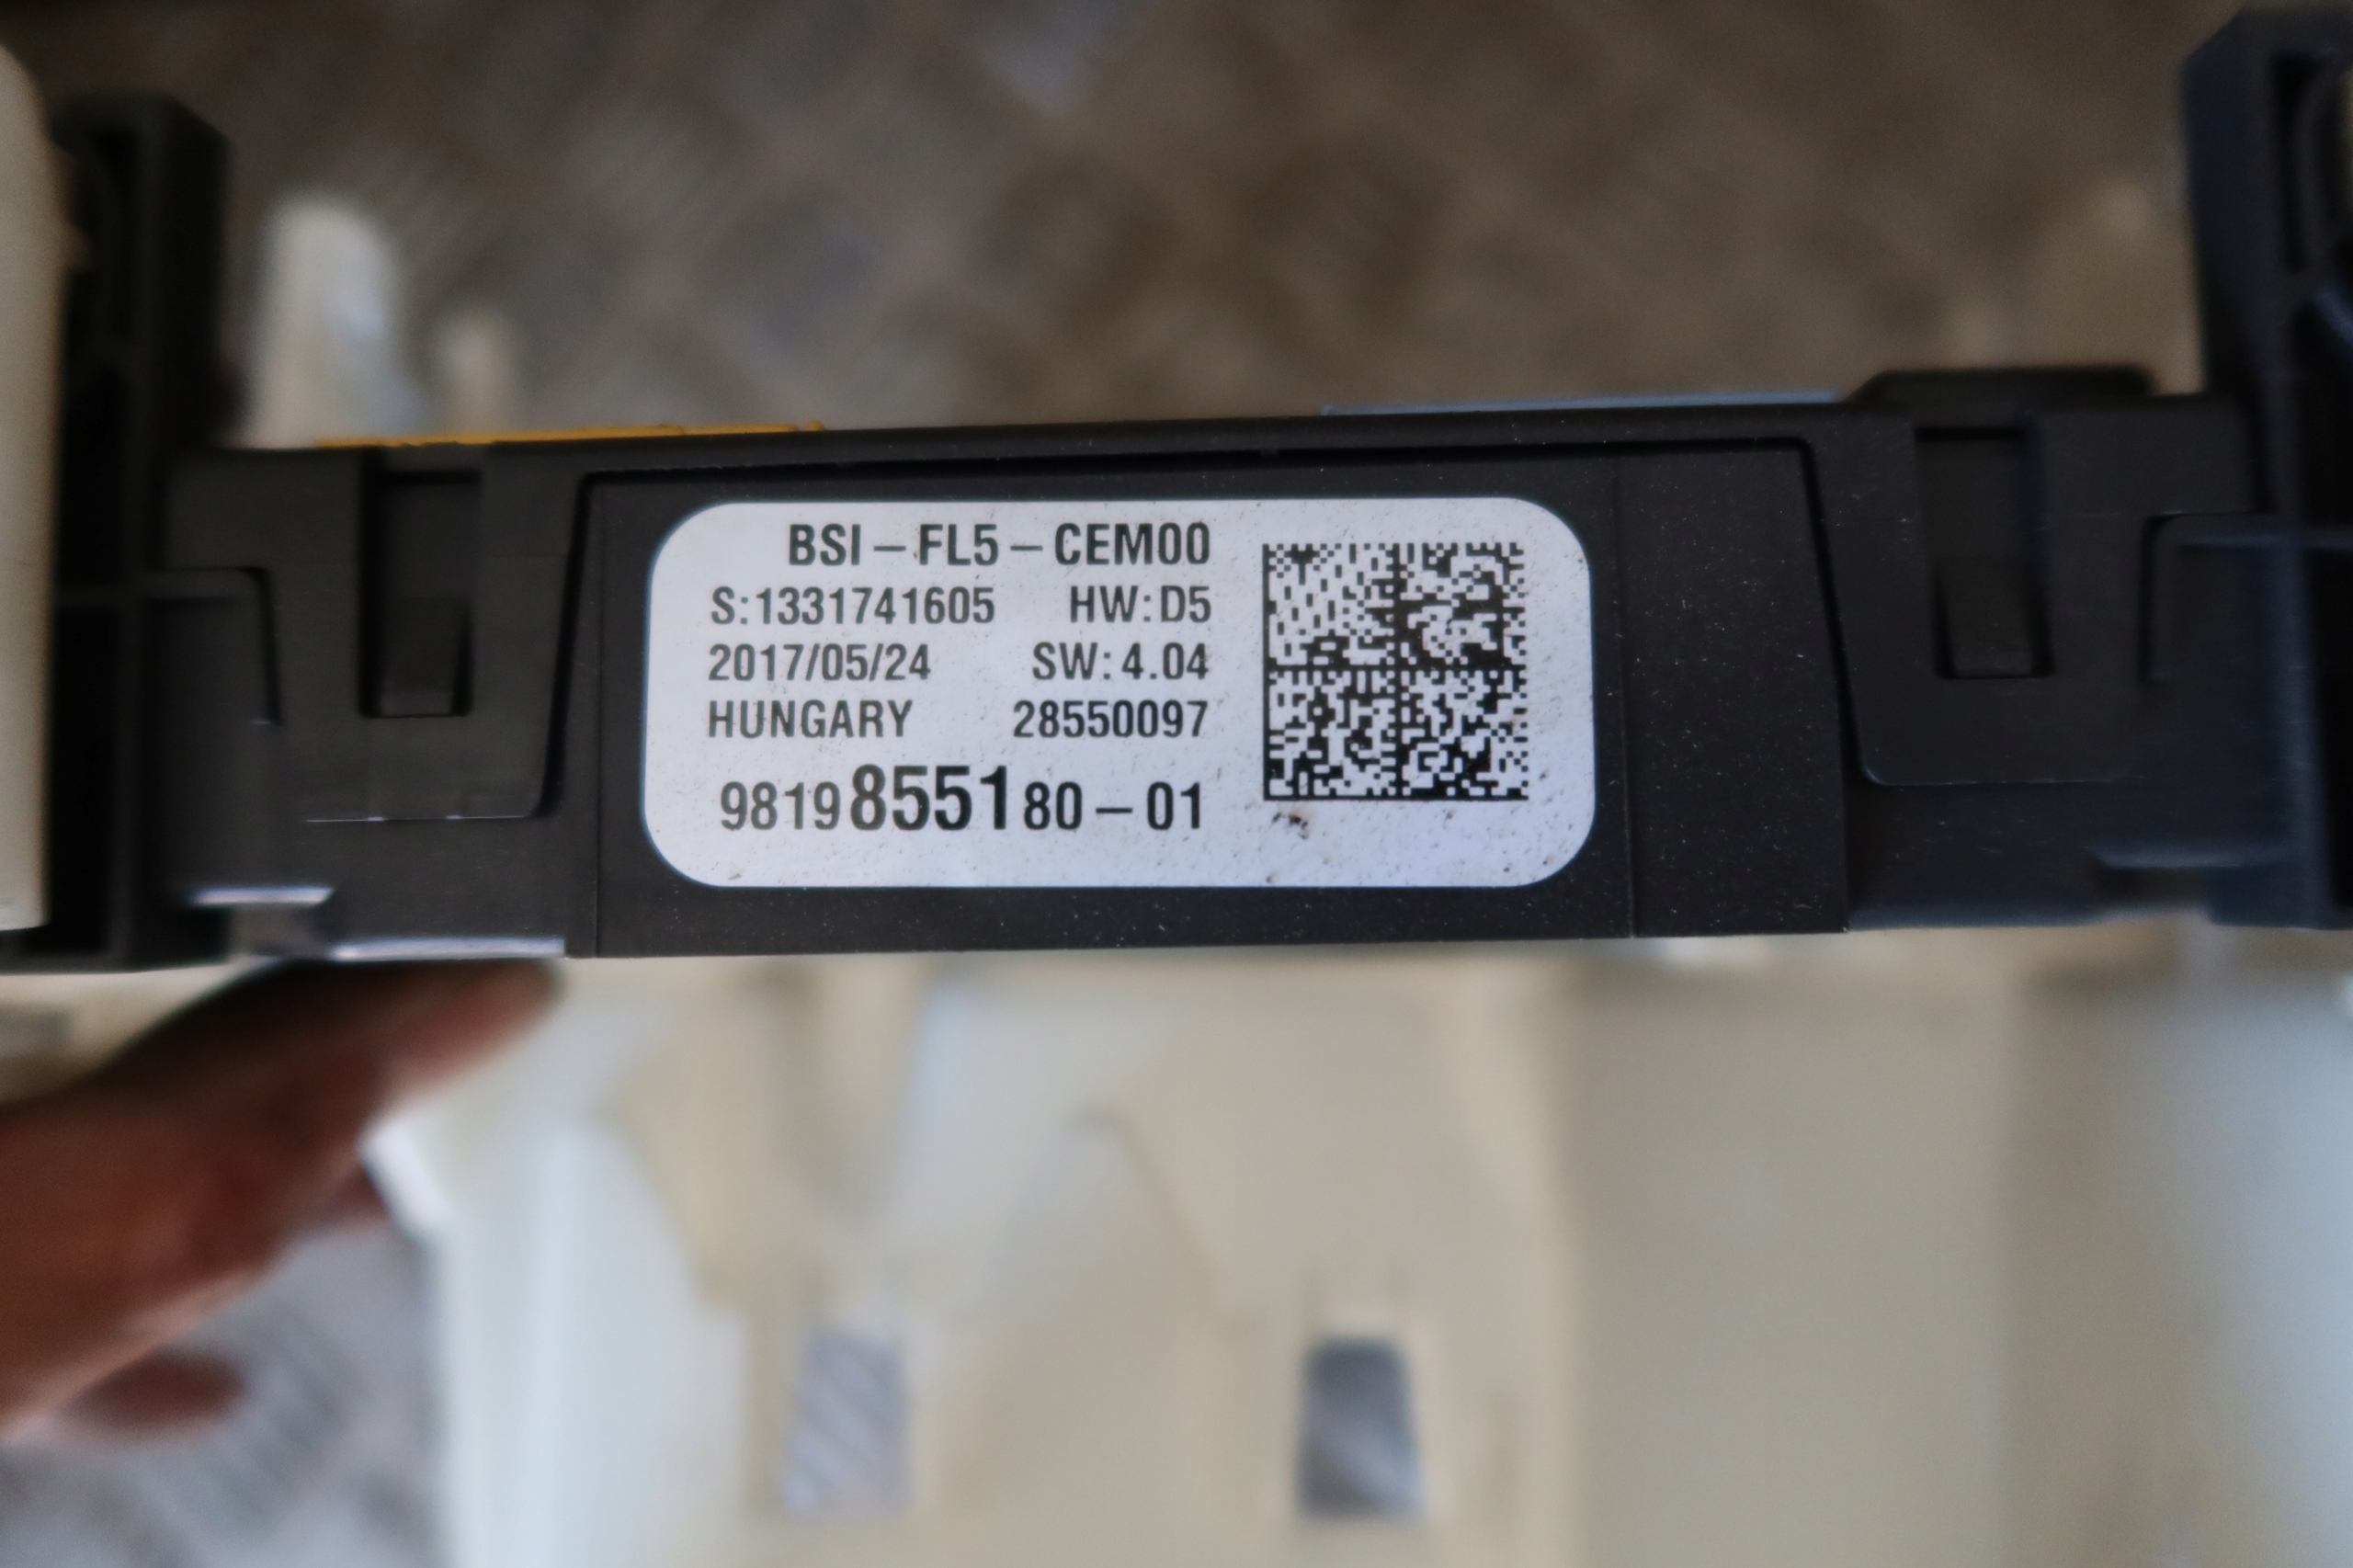 BSI – FL5 – CEM00
S:1331741605 HW:D5
2017/05/24 SW:4.04
HUNGARY 28550097
9819855180 – 01